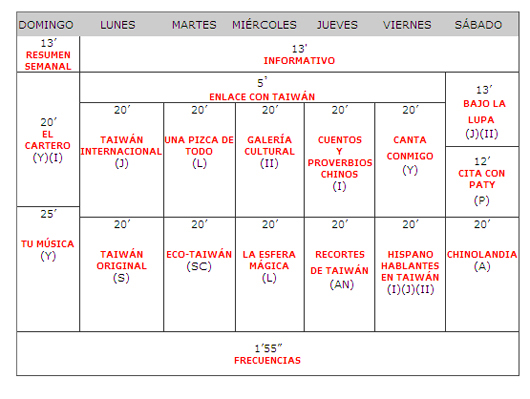 DOMINGO LUNES MARTES MIÉRCOLES JUEVES VIERNES SÁBADO
13´
RESUMEN
SEMANAL
13'
INFORMATIVO
5'
ENLACE CON TAIWÁN
20´
EL
CARTERO
(Y)(I)
20´
TAIWÁN
INTERNACIONAL
(J)
20´
UNA PIZCA DE
TODO
(L)
20´
GALERÍA
CULTURAL
(II)
20´
CUENTOS
Y
PROVERBIOS
CHINOS
(I)
20´
CANTA
CONMIGO
(Y)
13´
BAJO LA
LUPA
(J)(II)
12´
CITA CON
PATY
(P)
25´
TU MÚSICA
(Y)
20´
TAIWÁN
ORIGINAL
(S)
20´
ECO-TAIWÁN
(SC)
20´
LA ESFERA
MÁGICA
(L)
20´
RECORTES
DE TAIWÁN
(AN)
20´
HISPANO
HABLANTES
EN TAIWÁN
(I)(J)(II)
20´
CHINOLANDIA
(A)
1´55”
FRECUENCIAS